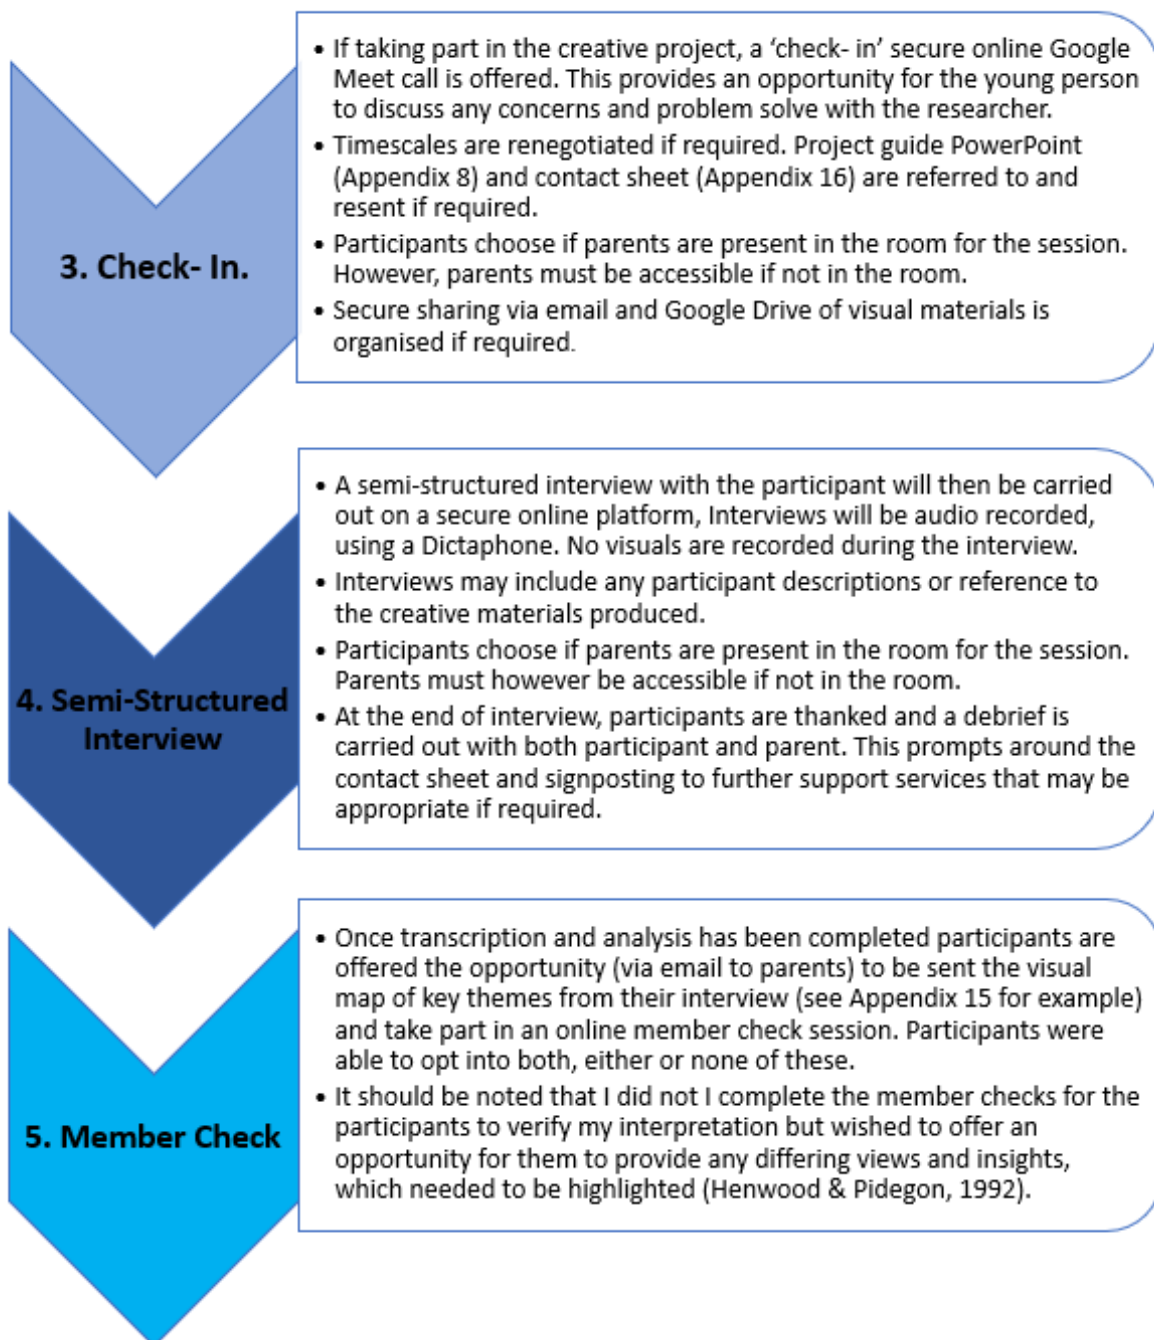 3. Check- In.
• If taking part in the creative project, a ‘check- in’ secure online Google
Meet call is offered. This provides an opportunity for the young person
to discuss any concerns and problem solve with the researcher.
• Timescales are renegotiated if required. Project guide PowerPoint
(Appendix 8) and contact sheet (Appendix 16) are referred to and
resent if required.
• Participants choose if parents are present in the room for the session.
However, parents must be accessible if not in the room.
• Secure sharing via email and Google Drive of visual materials is
organised if required.
4. Semi-Structured
Interview
• A semi-structured interview with the participant will then be carried
out on a secure online platform, Interviews will be audio recorded,
using a Dictaphone. No visuals are recorded during the interview.
• Interviews may include any participant descriptions or reference to
the creative materials produced.
• Participants choose if parents are present in the room for the session.
Parents must however be accessible if not in the room.
• At the end of interview, participants are thanked and a debrief is
carried out with both participant and parent. This prompts around the
contact sheet and signposting to further support services that may be
appropriate if required.
5. Member Check
• Once transcription and analysis has been completed participants are
offered the opportunity (via email to parents) to be sent the visual
map of key themes from their interview (see Appendix 15 for example)
and take part in an online member check session. Participants were
able to opt into both, either or none of these.
• It should be noted that I did not I complete the member checks for the
participants to verify my interpretation but wished to offer an
opportunity for them to provide any differing views and insights,
which needed to be highlighted (Henwood & Pidegon, 1992).